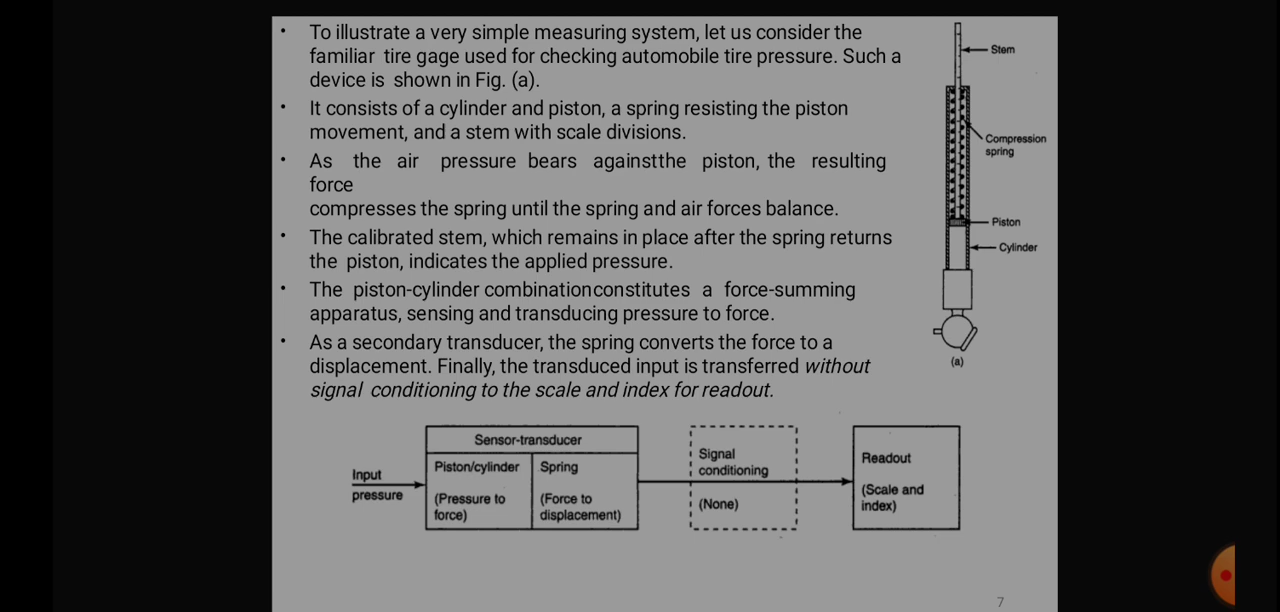 • To illustrate a very simple measuring system, let us consider the
familiar tire gage used for checking automobile tire pressure. Such a
device is shown in Fig. (a).
• It consists of a cylinder and piston, a spring resisting the piston
movement, and a stem with scale divisions.
• As the air pressure bears againstthe piston, the resulting
force
compresses the spring until the spring and air forces balance.
• The calibrated stem, which remains in place after the spring returns
the piston, indicates the applied pressure.
• The piston-cylinder combinationconstitutes a force-summing
apparatus, sensing and transducing pressure to force.
• As a secondary transducer, the spring converts the force to a
displacement. Finally, the transduced input is transferred without
signal conditioning to the scale and index for readout.
Stem
Compression
spring
Piston
Cylinder
(a)
Input
pressure
Sensor-transducer
Piston/cylinder
(Pressure to
force)
Spring
(Force to
displacement)
Signal
conditioning
(None)
Readout
(Scale and
index)
7